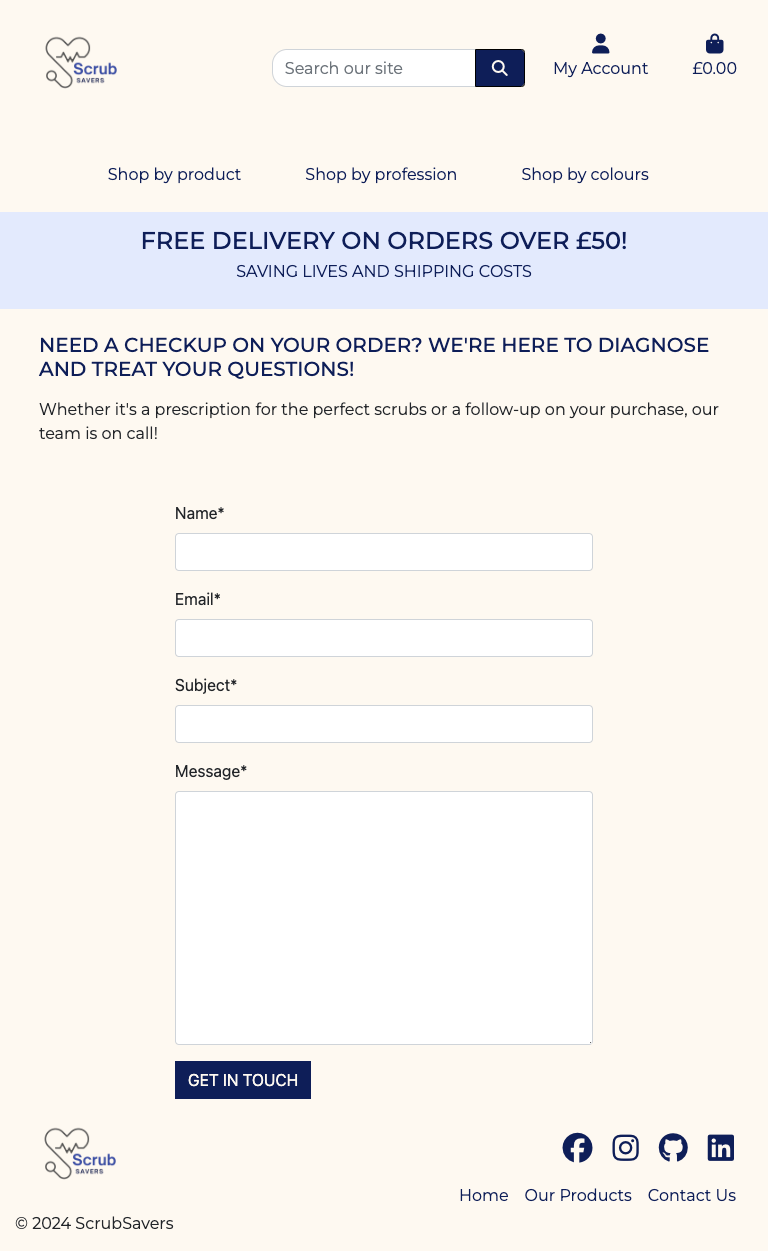 Scrub
SAVERS
Search our site
My Account
£0.00
Shop by product
Shop by profession
Shop by colours
FREE DELIVERY ON ORDERS OVER £50!
SAVING LIVES AND SHIPPING COSTS
NEED A CHECKUP ON YOUR ORDER? WE'RE HERE TO DIAGNOSE
AND TREAT YOUR QUESTIONS!
Whether it's a prescription for the perfect scrubs or a follow-up on your purchase, our
team is on call!
Name*
Email*
Subject*
Message*
GET IN TOUCH
Scrub
SAVERS
Home
Our Products
Contact Us
© 2024 ScrubSavers